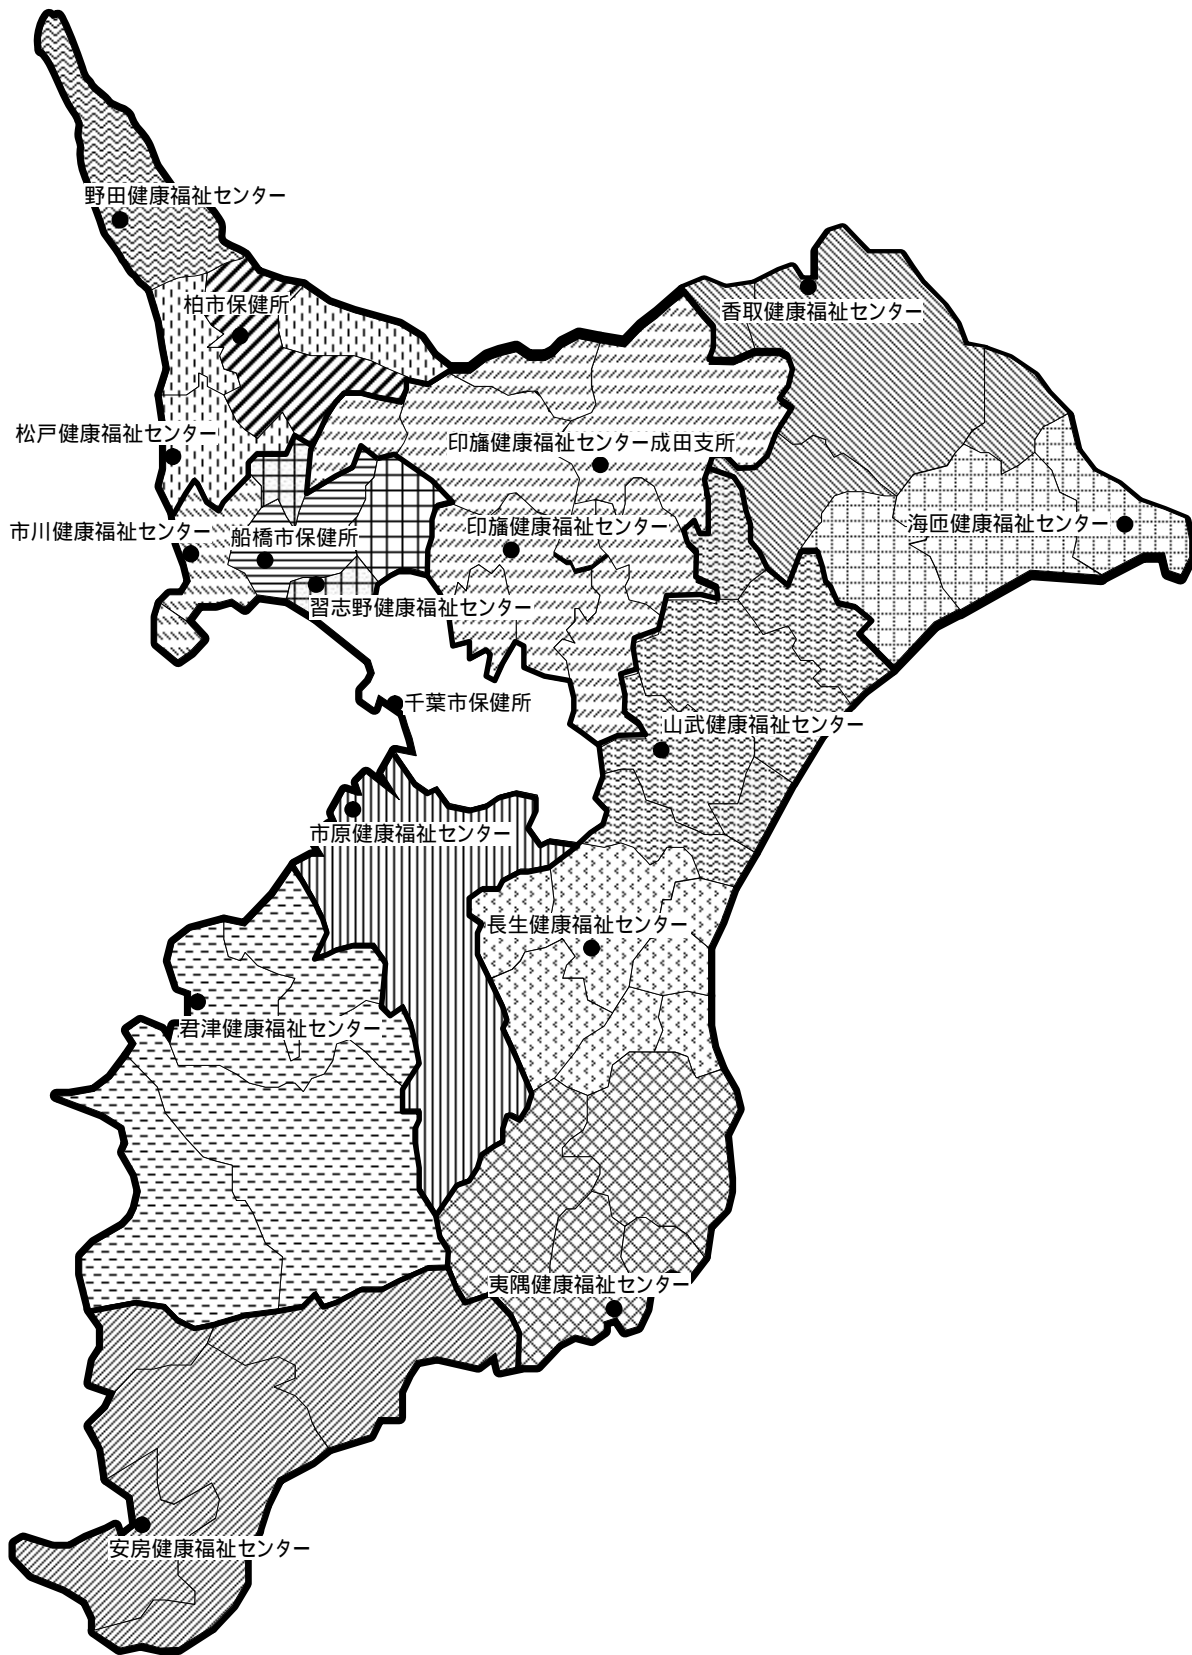 野田健康福祉センター
柏市保健所
香取健康福祉センター
松戸健康福祉センター
印旛健康福祉センター成田支所
市川健康福祉センター
船橋市保健所
印旛健康福祉センター
海匝健康福祉センター
習志野健康福祉センター
千葉市保健所
山武健康福祉センター
市原健康福祉センター
長生健康福祉センター
君津健康福祉センター
夷隅健康福祉センター
安房健康福祉センター